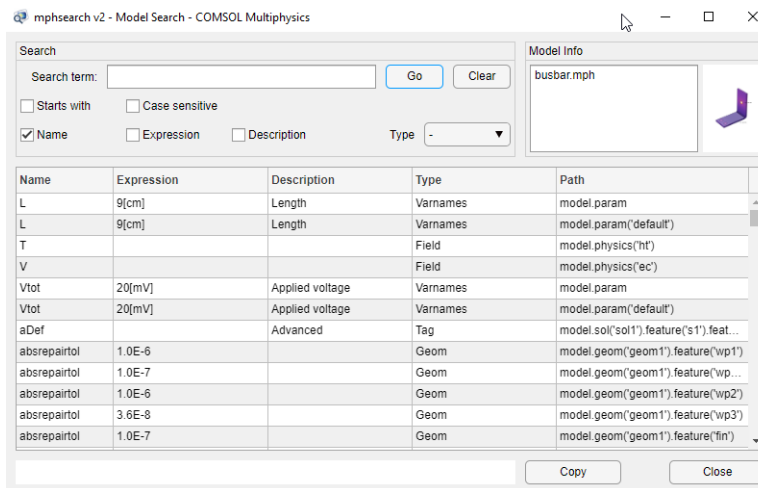 mphsearch v2 - Model Search - COMSOL Multiphysics
Search
Search term:
Go
Clear
Starts with
Case sensitive
Name
Expression
Description
Type
-
Model Info
busbar.mph
Name Expression Description Type Path
L 9[cm] Length Varnames model.param
L 9[cm] Length Varnames model.param('default')
T Field model.physics('ht')
V Field model.physics('ec')
Vtot 20[mV] Applied voltage Varnames model.param
Vtot 20[mV] Applied voltage Varnames model.param('default')
aDef Advanced Tag model.sol('sol1').feature('s1').feat...
absrepairtol 1.0E-6 Geom model.geom('geom1').feature('wp1')
absrepairtol 1.0E-7 Geom model.geom('geom1').feature('wp...
absrepairtol 1.0E-6 Geom model.geom('geom1').feature('wp2')
absrepairtol 3.6E-8 Geom model.geom('geom1').feature('wp3')
absrepairtol 1.0E-7 Geom model.geom('geom1').feature('fin')
Copy
Close